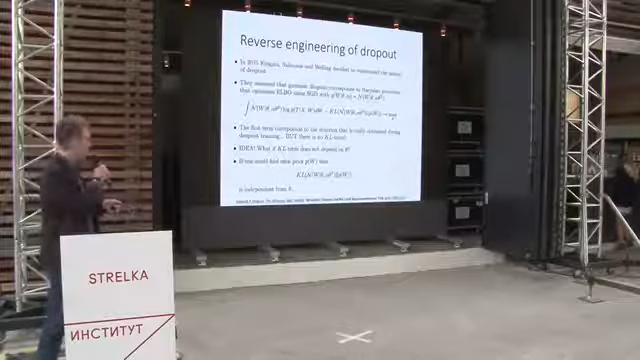 Reverse engineering of dropout
• In 2015 Kingma, Salimans and Welling decided to understand the nature
of dropout
• They assumed that gaussian dropout corresponds to Bayesian procedure
that optimizes ELBO using SGD with
• The first term corresponds to the criterion that is really optimized during
dropout training... BUT there is no KL-term!
• IDEA! What if KL-term does not depend on θ?
• If one could find such prior p(W) that
is independent from θ.
STRELKA
ИНСТИТУТ